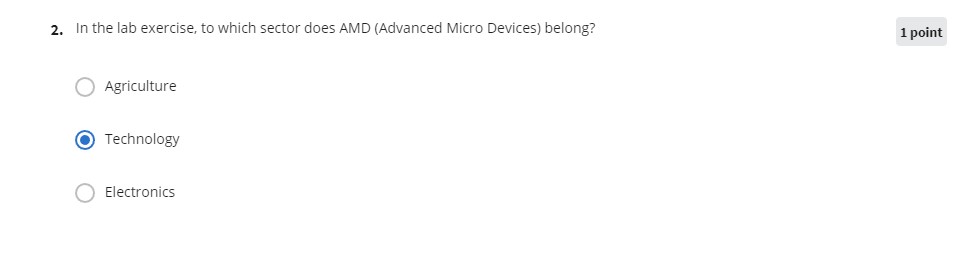 2. In the lab exercise, to which sector does AMD (Advanced Micro Devices) belong?
1 point
Agriculture
Technology
Electronics